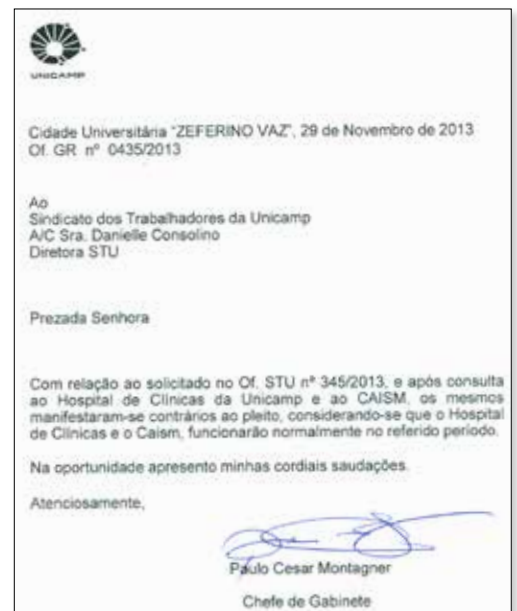 UNICAMP
Cidade Universitária "ZEFERINO VAZ", 29 de Novembro de 2013
Of. GR nº 0435/2013
Ao
Sindicato dos Trabalhadores da Unicamp
A/C Sra. Danielle Consolino
Diretora STU
Prezada Senhora
Com relação ao solicitado no Of. STU nº 345/2013, e após consulta
ao Hospital de Clínicas da Unicamp e ao CAISM, os mesmos
manifestaram-se contrários ao pleito, considerando-se que o Hospital
de Clínicas e o Caism, funcionarão normalmente no referido período.
Na oportunidade apresento minhas cordiais saudações.
Atenciosamente,
Paulo Cesar Montagner
Chefe de Gabinete